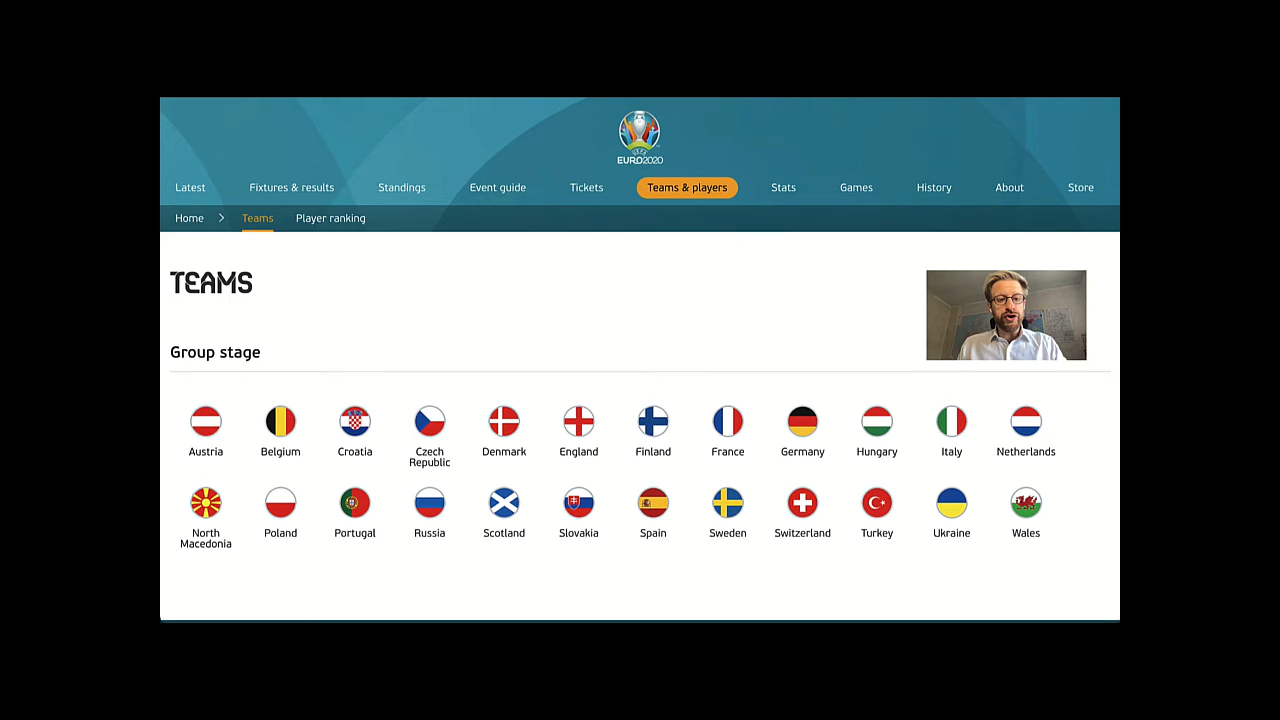 UEFA
EURO2020
Latest Fixtures & results Standings Event guide Tickets Teams & players Stats Games History About Store
Home > Teams Player ranking
TEAMS
Group stage
Austria Belgium Croatia Czech Republic Denmark England Finland France Germany Hungary Italy Netherlands
North Macedonia Poland Portugal Russia Scotland Slovakia Spain Sweden Switzerland Turkey Ukraine Wales